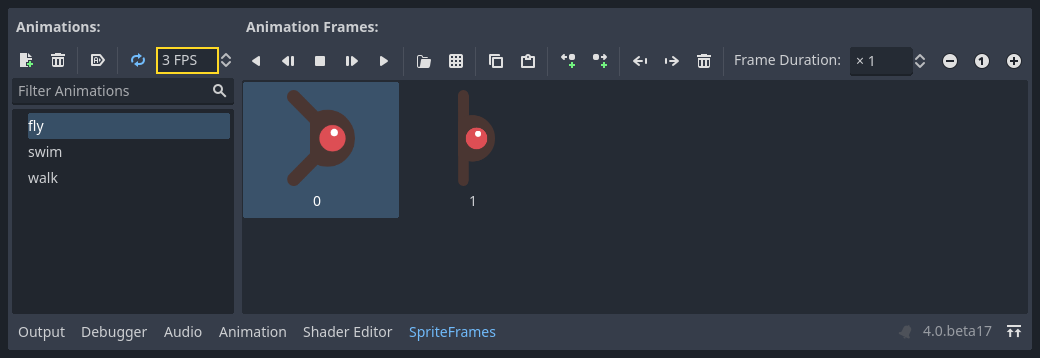 Animations:
Animation Frames:
3 FPS
Frame Duration:
× 1
1
Filter Animations
fly
swim
walk
0
1
Output
Debugger
Audio
Animation
Shader Editor
SpriteFrames
4.0.beta17